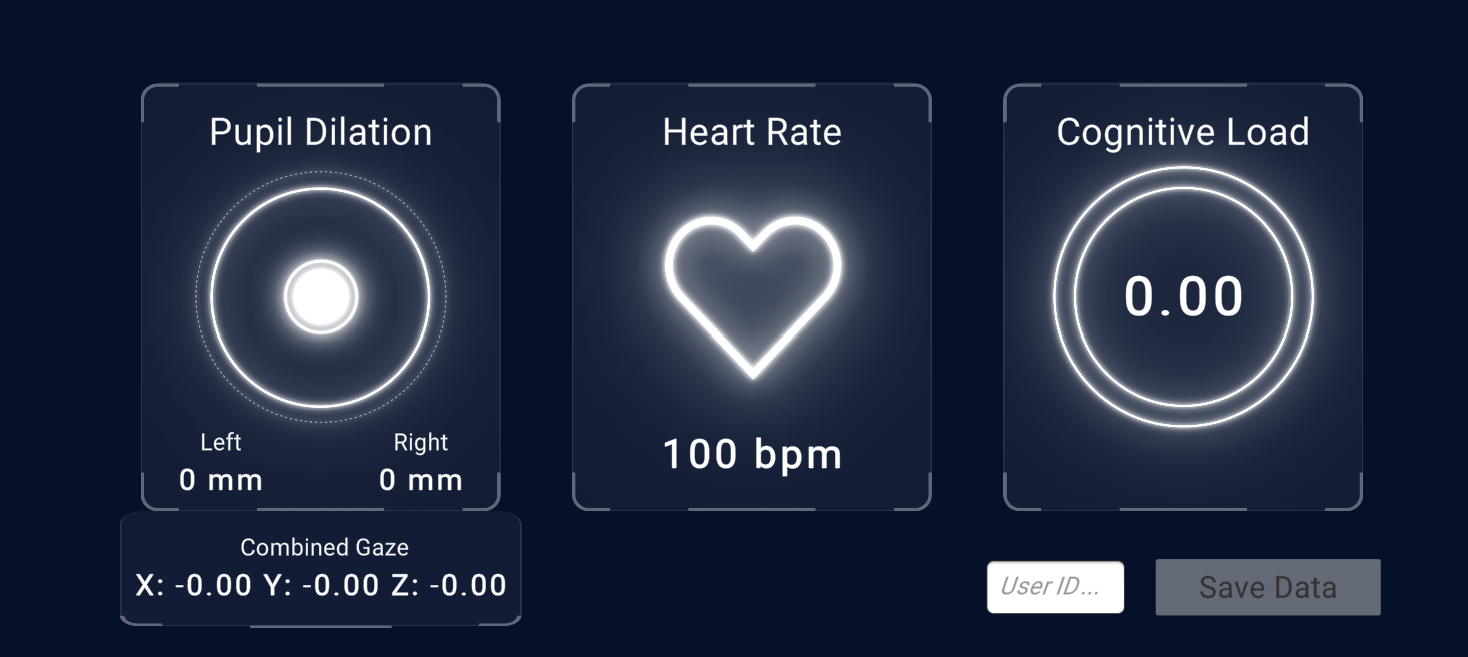 Pupil Dilation
Left
Right
0 mm
0 mm
Combined Gaze
X: -0.00 Y: -0.00 Z: -0.00
Heart Rate
100 bpm
Cognitive Load
0.00
User ID...
Save Data